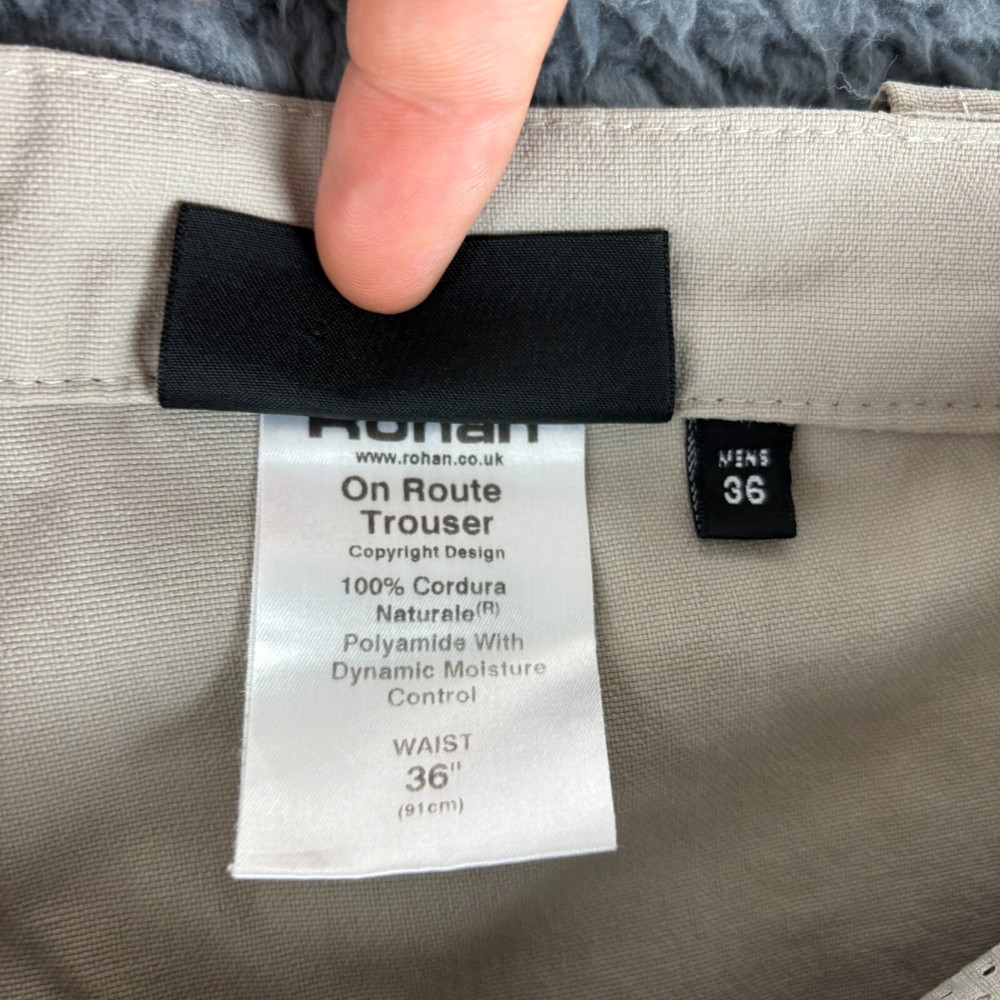 Rohan
www.rohan.co.uk
On Route
Trouser
Copyright Design
100% Cordura
Naturale(R)
Polyamide With
Dynamic Moisture
Control
WAIST
36"
(91cm)
MENS
36